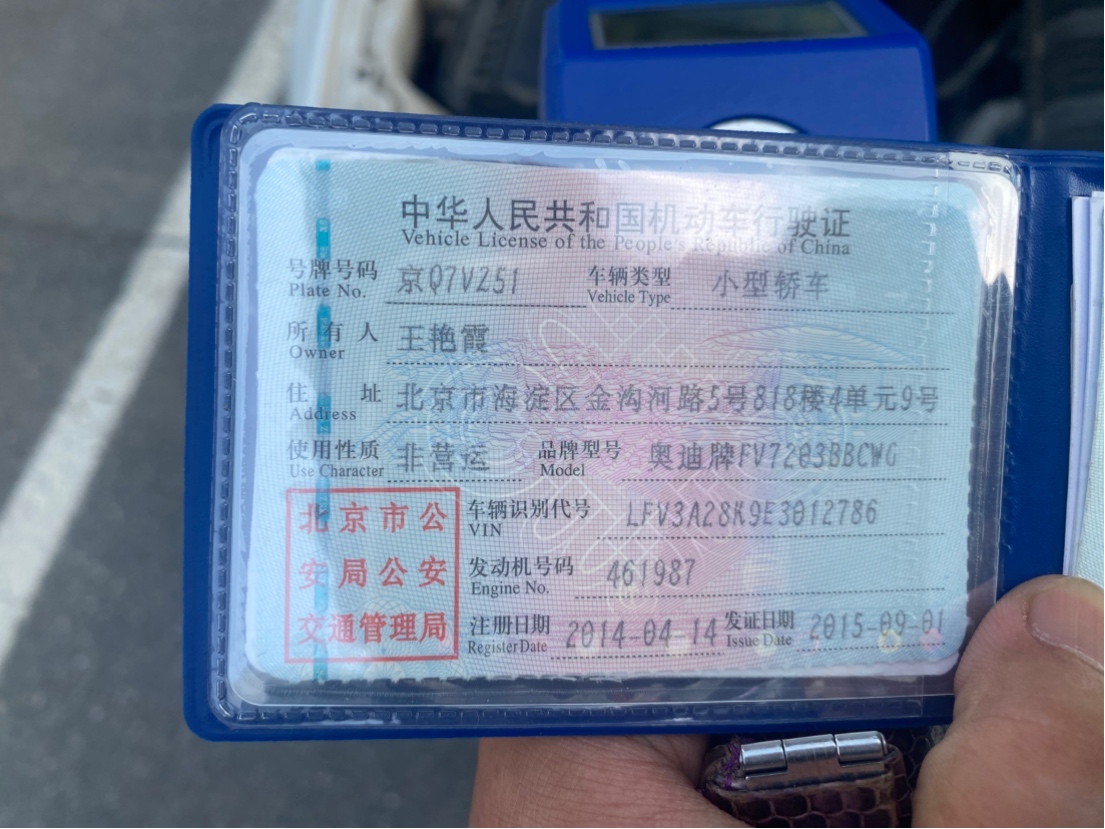 中华人民共和国机动车行驶证
Vehicle License of the People's Republic of China
号牌号码 京Q7V251 车辆类型 小型轿车
Plate No. Vehicle Type
所有人 王艳霞
Owner
住址 北京市海淀区金沟河路5号818楼4单元9号
Address
使用性质 非营运 品牌型号 奥迪牌FV7203BBCWG
Use Character Model
北京市公 车辆识别代号 LFV3A28K9E3012786
VIN
安局公安 发动机号码 461987
Engine No.
交通管理局 注册日期 2014-04-14 发证日期 2015-09-01
Register Date Issue Date